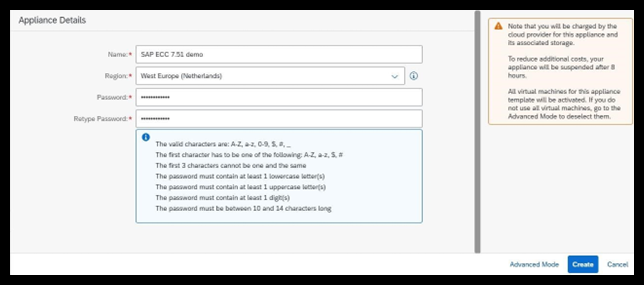 Appliance Details
Name:* SAP ECC 7.51 demo
Region:* West Europe (Netherlands)
Password:* ••••••••••••
Retype Password:* ••••••••••••
The valid characters are: A-Z, a-z, 0-9, $, #, _
The first character has to be one of the following: A-Z, a-z, $, #
The first 3 characters cannot be one and the same
The password must contain at least 1 lowercase letter(s)
The password must contain at least 1 uppercase letter(s)
The password must contain at least 1 digit(s)
The password must be between 10 and 14 characters long
Note that you will be charged by the
cloud provider for this appliance and
its associated storage.
To reduce additional costs, your
appliance will be suspended after 8
hours.
All virtual machines for this appliance
template will be activated. If you do
not use all virtual machines, go to the
Advanced Mode to deselect them.
Advanced Mode Create Cancel